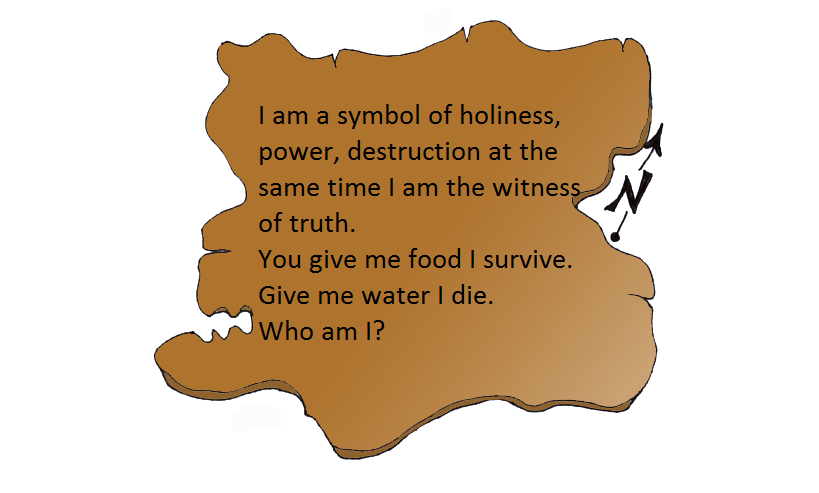 I am a symbol of holiness,
power, destruction at the
same time I am the witness
of truth.
You give me food I survive.
Give me water I die.
Who am I?
N